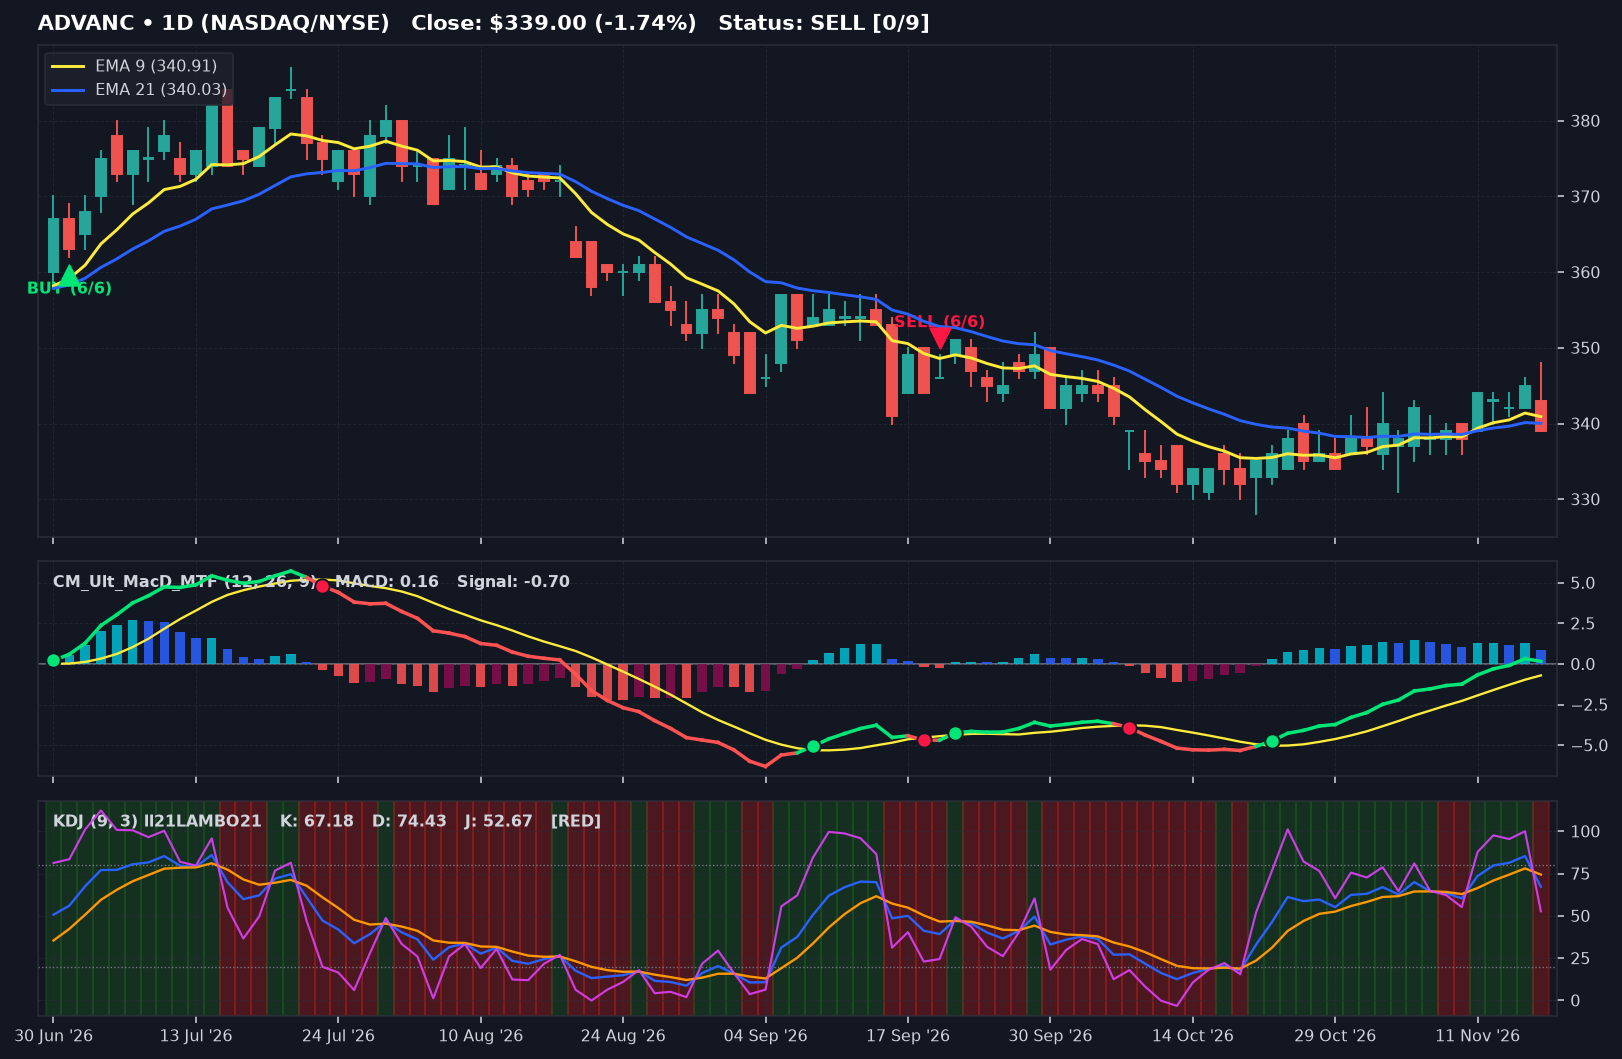 ADVANC • 1D (NASDAQ/NYSE)   Close: $339.00 (-1.74%)   Status: SELL [0/9]
EMA 9 (340.91)
EMA 21 (340.03)
380
370
360
350
340
330
BUY (6/6)
SELL (6/6)
CM_Ult_MacD_MTF (12, 26, 9)   MACD: 0.16   Signal: -0.70
5.0
2.5
0.0
−2.5
−5.0
KDJ (9, 3) II21LAMBO21   K: 67.18   D: 74.43   J: 52.67   [RED]
100
75
50
25
0
30 Jun '26
13 Jul '26
24 Jul '26
10 Aug '26
24 Aug '26
04 Sep '26
17 Sep '26
30 Sep '26
14 Oct '26
29 Oct '26
11 Nov '26